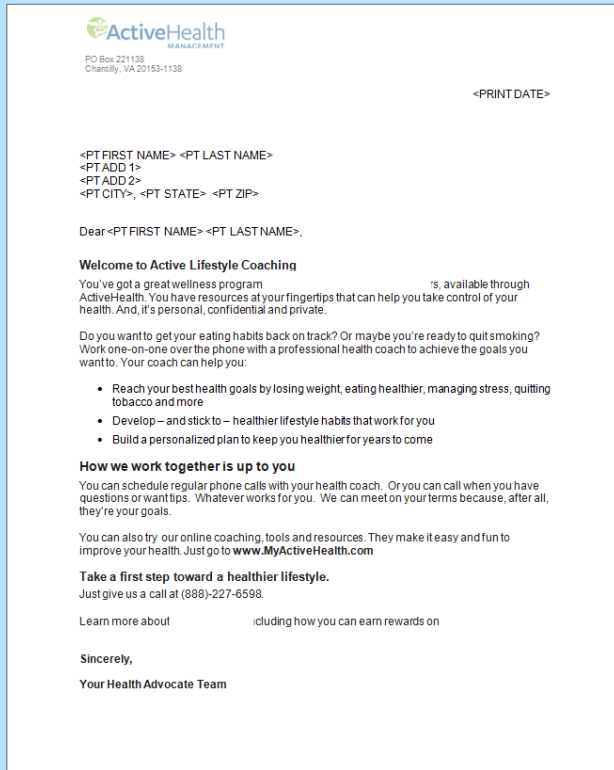 ActiveHealth
MANAGEMENT
PO Box 221138
Chantilly, VA 20153-1138
<PRINT DATE>
<PT FIRST NAME> <PT LAST NAME>
<PT ADD 1>
<PT ADD 2>
<PT CITY>, <PT STATE> <PT ZIP>
Dear <PT FIRST NAME> <PT LAST NAME>,
Welcome to Active Lifestyle Coaching
You've got a great wellness program rs, available through
ActiveHealth. You have resources at your fingertips that can help you take control of your
health. And, it's personal, confidential and private.
Do you want to get your eating habits back on track? Or maybe you're ready to quit smoking?
Work one-on-one over the phone with a professional health coach to achieve the goals you
want to. Your coach can help you:
• Reach your best health goals by losing weight, eating healthier, managing stress, quitting
tobacco and more
• Develop – and stick to – healthier lifestyle habits that work for you
• Build a personalized plan to keep you healthier for years to come
How we work together is up to you
You can schedule regular phone calls with your health coach. Or you can call when you have
questions or want tips. Whatever works for you. We can meet on your terms because, after all,
they're your goals.
You can also try our online coaching, tools and resources. They make it easy and fun to
improve your health. Just go to www.MyActiveHealth.com
Take a first step toward a healthier lifestyle.
Just give us a call at (888)-227-6598.
Learn more about cluding how you can earn rewards on
Sincerely,
Your Health Advocate Team